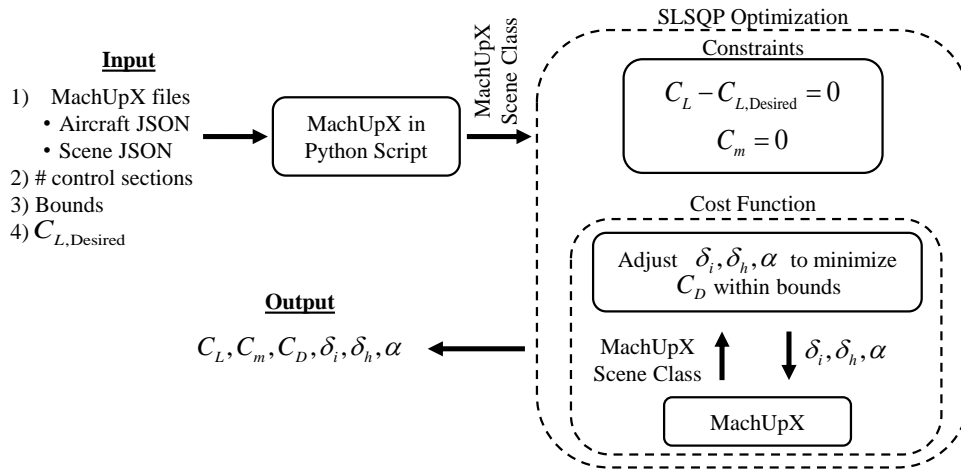 Input
1) MachUpX files
• Aircraft JSON
• Scene JSON
2) # control sections
3) Bounds
4) C_{L,Desired}
MachUpX in
Python Script
MachUpX
Scene Class
SLSQP Optimization
Constraints
C_L − C_{L,Desired} = 0
C_m = 0
Cost Function
Adjust δ_i, δ_h, α to minimize
C_D within bounds
MachUpX
Scene Class
δ_i, δ_h, α
MachUpX
Output
C_L, C_m, C_D, δ_i, δ_h, α